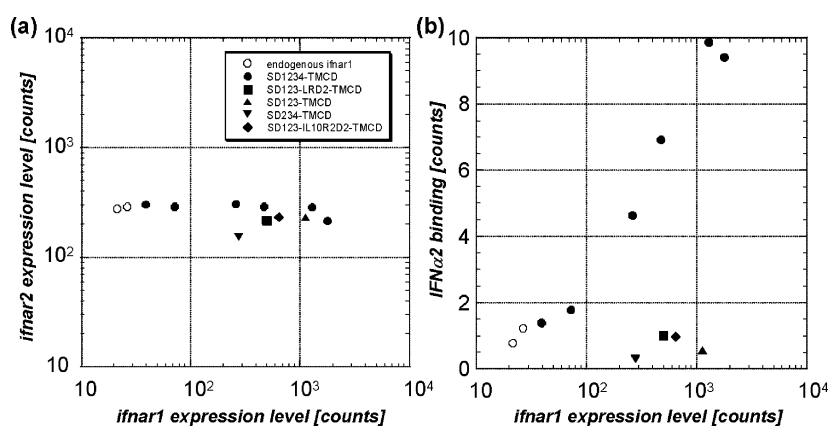 (a)
ifnar2 expression level [counts]
10⁴
10³
10²
10
endogenous ifnar1
SD1234-TMCD
SD123-LRD2-TMCD
SD123-TMCD
SD234-TMCD
SD123-IL10R2D2-TMCD
10 10² 10³ 10⁴
ifnar1 expression level [counts]
(b)
IFNα2 binding [counts]
10
8
6
4
2
0
10 10² 10³ 10⁴
ifnar1 expression level [counts]